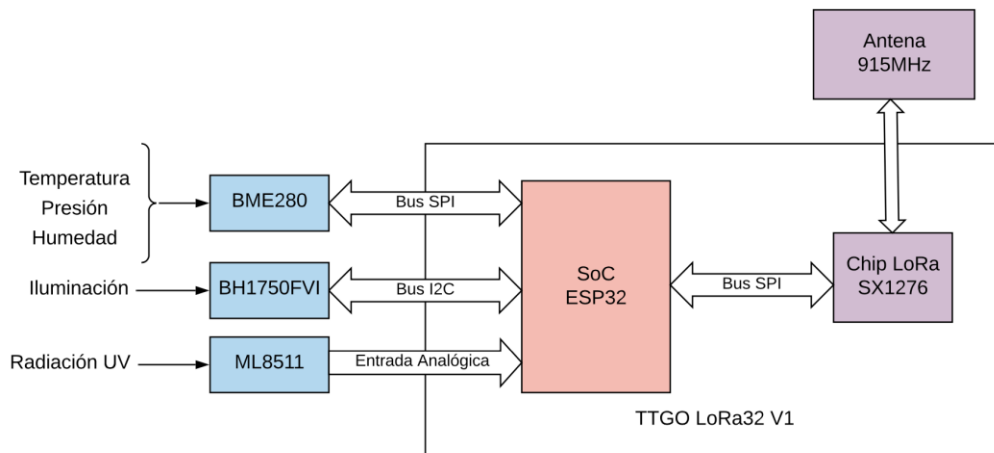 Antena
915MHz
Temperatura
Presión
Humedad
BME280
Bus SPI
Iluminación
BH1750FVI
Bus I2C
SoC
ESP32
Bus SPI
Chip LoRa
SX1276
Radiación UV
ML8511
Entrada Analógica
TTGO LoRa32 V1